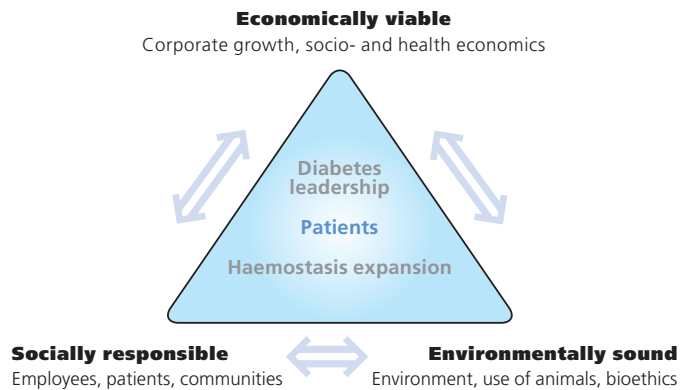 Economically viable
Corporate growth, socio- and health economics
Diabetes
leadership
Patients
Haemostasis expansion
Socially responsible
Employees, patients, communities
Environmentally sound
Environment, use of animals, bioethics